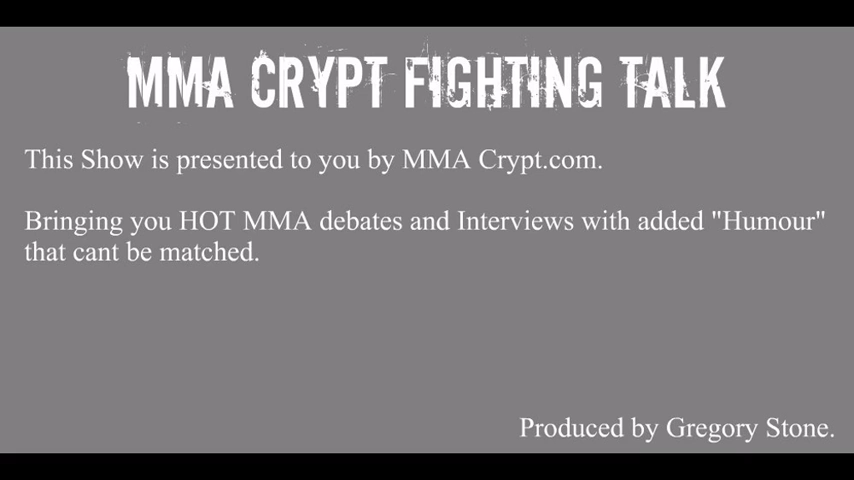 MMA CRYPT FIGHTING TALK
This Show is presented to you by MMA Crypt.com.
Bringing you HOT MMA debates and Interviews with added "Humour"
that cant be matched.
Produced by Gregory Stone.